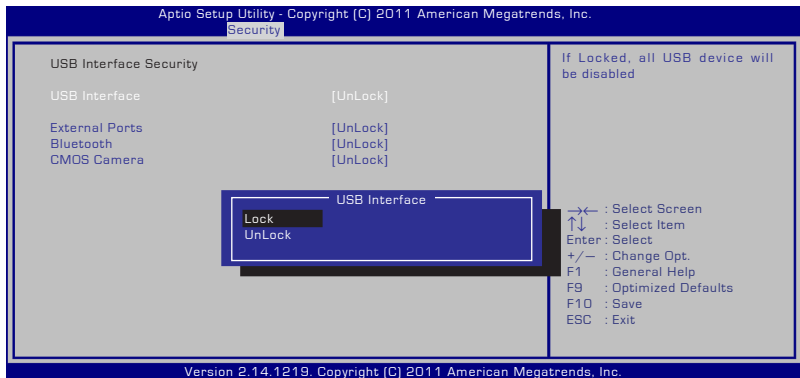 Aptio Setup Utility - Copyright (C) 2011 American Megatrends, Inc.
Security
USB Interface Security
USB Interface [UnLock]
External Ports [UnLock]
Bluetooth [UnLock]
CMOS Camera [UnLock]
USB Interface
Lock
UnLock
If Locked, all USB device will
be disabled
→← : Select Screen
↑↓ : Select Item
Enter : Select
+/— : Change Opt.
F1 : General Help
F9 : Optimized Defaults
F10 : Save
ESC : Exit
Version 2.14.1219. Copyright (C) 2011 American Megatrends, Inc.